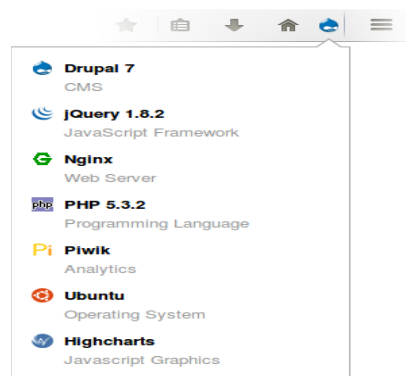 Drupal 7
CMS
jQuery 1.8.2
JavaScript Framework
G Nginx
Web Server
php PHP 5.3.2
Programming Language
Pi Piwik
Analytics
Ubuntu
Operating System
W Highcharts
Javascript Graphics